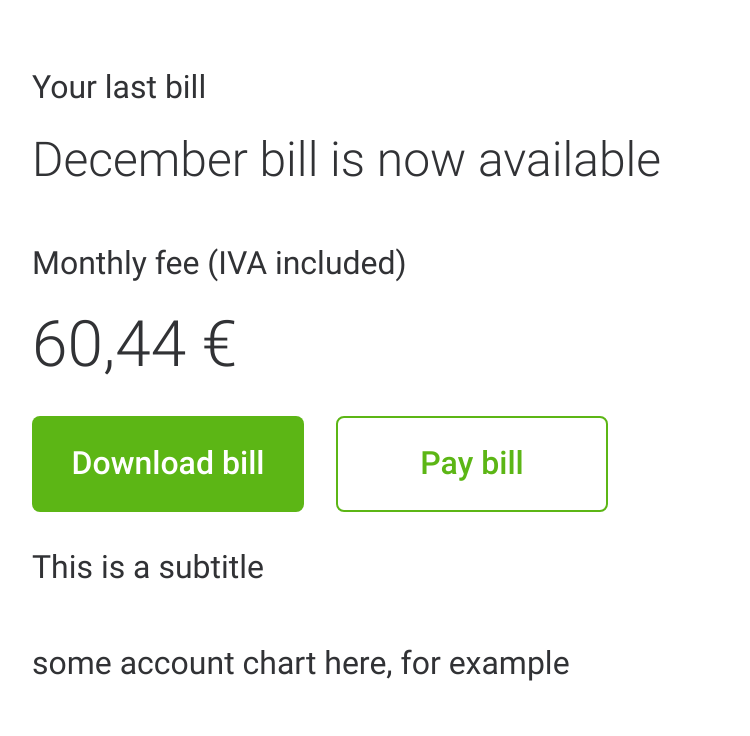 Your last bill
December bill is now available
Monthly fee (IVA included)
60,44 €
Download bill
Pay bill
This is a subtitle
some account chart here, for example